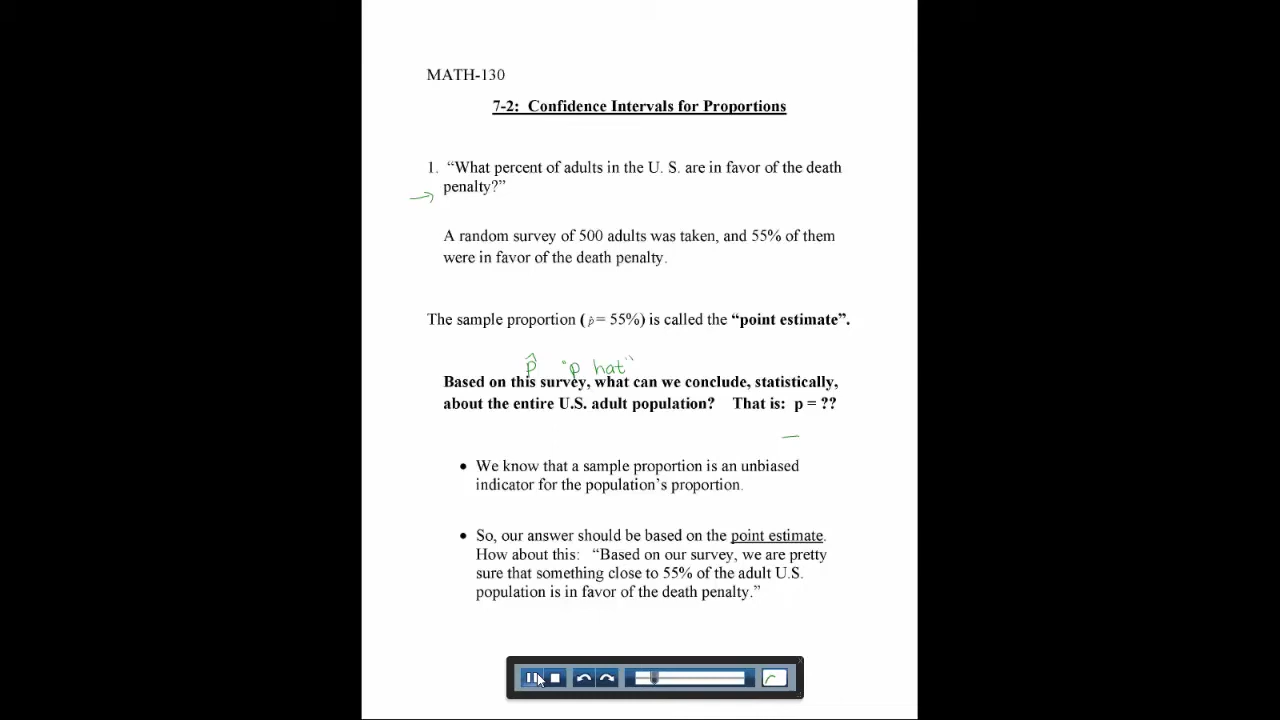 MATH-130
7-2: Confidence Intervals for Proportions
1. “What percent of adults in the U. S. are in favor of the death
penalty?”
A random survey of 500 adults was taken, and 55% of them
were in favor of the death penalty.
The sample proportion ( p̂ = 55%) is called the “point estimate”.
p̂ "p hat"
Based on this survey, what can we conclude, statistically,
about the entire U.S. adult population? That is: p = ??
• We know that a sample proportion is an unbiased
indicator for the population’s proportion.
• So, our answer should be based on the point estimate.
How about this: “Based on our survey, we are pretty
sure that something close to 55% of the adult U.S.
population is in favor of the death penalty.”